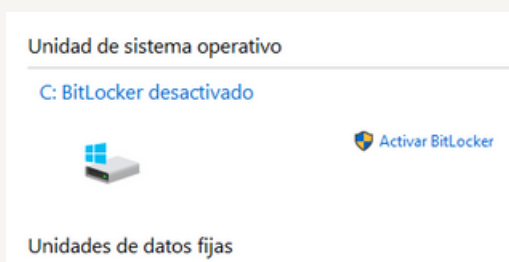 Unidad de sistema operativo
C: BitLocker desactivado
Activar BitLocker
Unidades de datos fijas